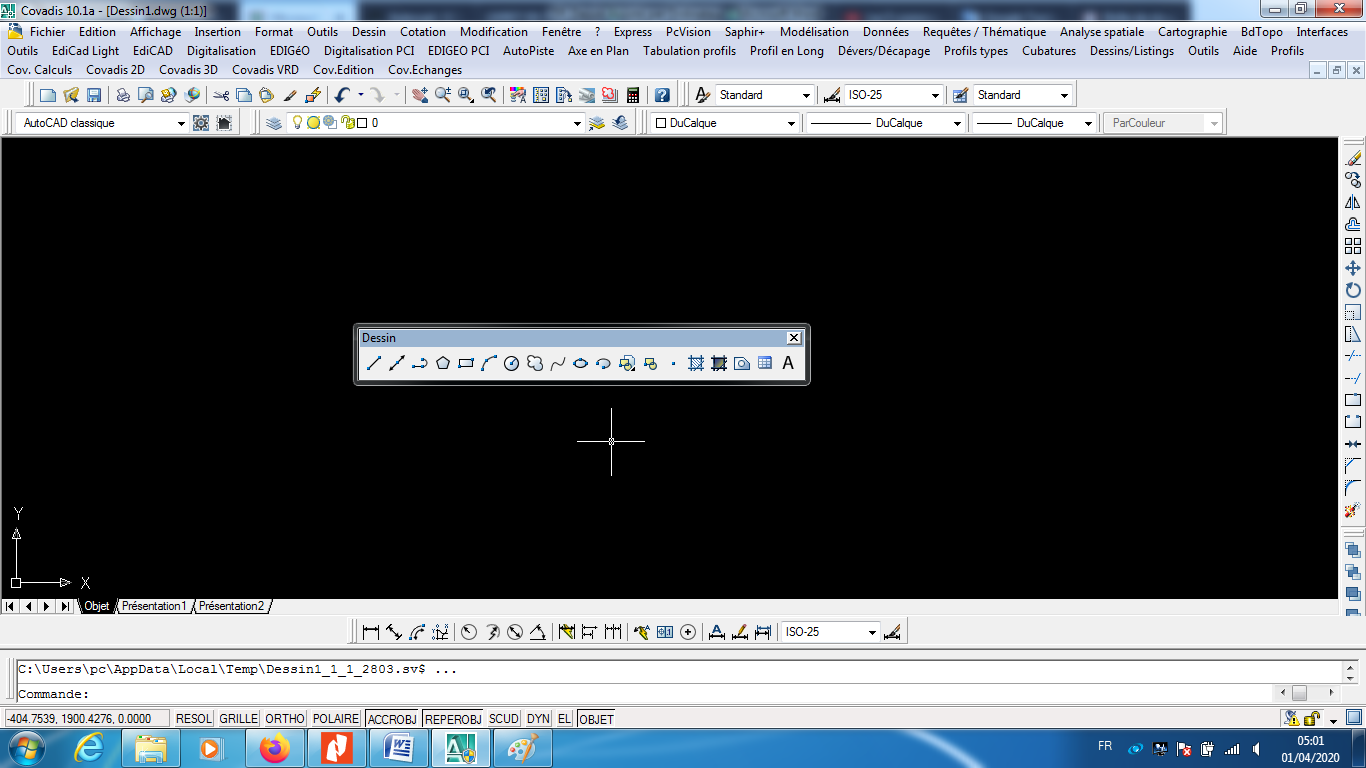 Covadis 10.1a - [Dessin1.dwg (1:1)]
Fichier Edition Affichage Insertion Format Outils Dessin Cotation Modification Fenêtre ? Express PcVision Saphir+ Modélisation Données Requêtes / Thématique Analyse spatiale Cartographie BdTopo Interfaces
Outils EdiCad Light EdiCAD Digitalisation EDIGéO Digitalisation PCI EDIGEO PCI AutoPiste Axe en Plan Tabulation profils Profil en Long Dévers/Décapage Profils types Cubatures Dessins/Listings Outils Aide Profils
Cov. Calculs Covadis 2D Covadis 3D Covadis VRD Cov.Edition Cov.Echanges
Standard ISO-25 Standard
AutoCAD classique 0 DuCalque DuCalque DuCalque ParCouleur
Dessin
A
Y
X
Objet Présentation1 Présentation2
ISO-25
C:\Users\pc\AppData\Local\Temp\Dessin1_1_1_2803.sv$ ...
Commande:
-404.7539, 1900.4276, 0.0000 RESOL GRILLE ORTHO POLAIRE ACCROBJ REPEROBJ SCUD DYN EL OBJET
FR
05:01
01/04/2020